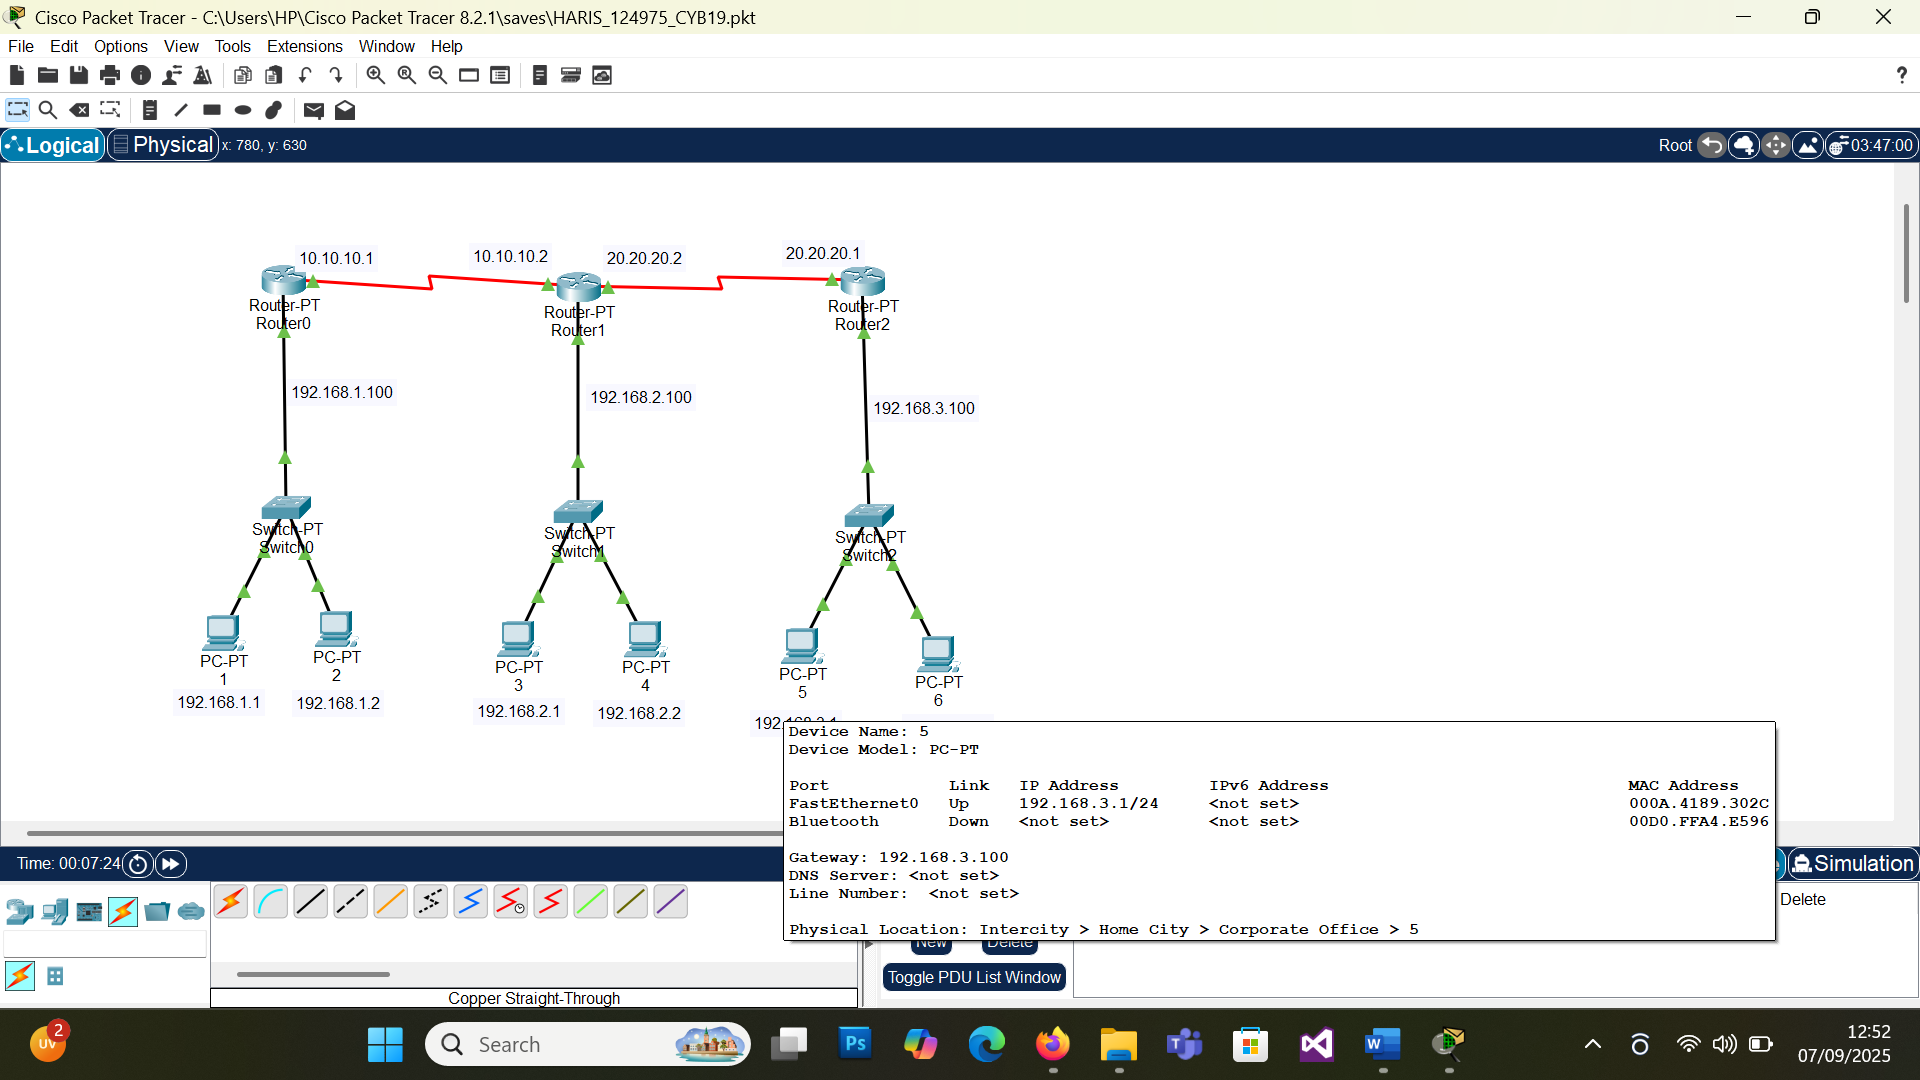 Cisco Packet Tracer - C:\Users\HP\Cisco Packet Tracer 8.2.1\saves\HARIS_124975_CYB19.pkt
File Edit Options View Tools Extensions Window Help
?
Logical Physical x: 780, y: 630 Root 03:47:00
10.10.10.1 10.10.10.2 20.20.20.2 20.20.20.1
Router-PT Router-PT Router-PT
Router0 Router1 Router2
192.168.1.100 192.168.2.100 192.168.3.100
Switch-PT Switch-PT Switch-PT
Switch0 Switch1 Switch2
PC-PT PC-PT PC-PT PC-PT PC-PT PC-PT
1 2 3 4 5 6
192.168.1.1 192.168.1.2 192.168.2.1 192.168.2.2 192.168.3.1
Device Name: 5
Device Model: PC-PT
Port Link IP Address IPv6 Address MAC Address
FastEthernet0 Up 192.168.3.1/24 <not set> 000A.4189.302C
Bluetooth Down <not set> <not set> 00D0.FFA4.E596
Gateway: 192.168.3.100
DNS Server: <not set>
Line Number: <not set>
Physical Location: Intercity > Home City > Corporate Office > 5
Time: 00:07:24 Simulation
Delete
New Delete
Toggle PDU List Window
Copper Straight-Through
UV 2 Search Ps W 12:52
07/09/2025